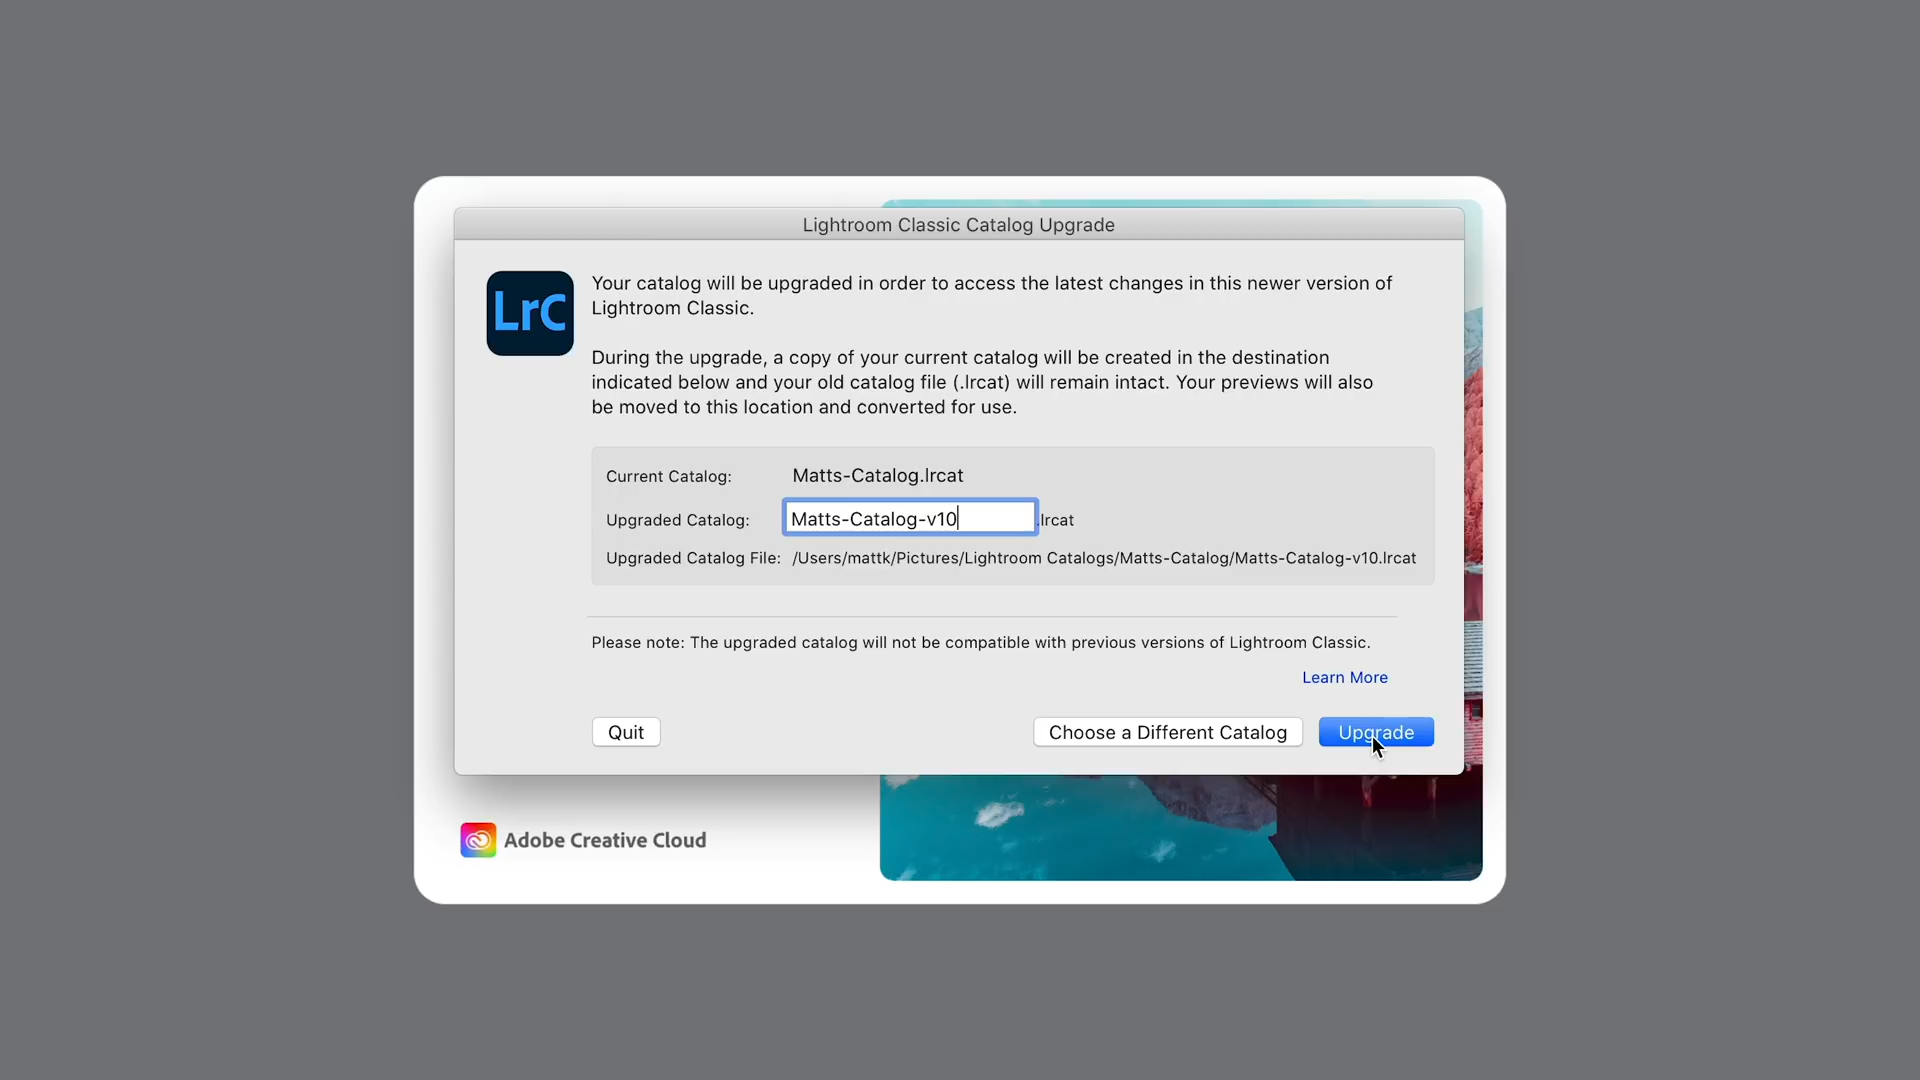 Lightroom Classic Catalog Upgrade
LrC
Your catalog will be upgraded in order to access the latest changes in this newer version of
Lightroom Classic.
During the upgrade, a copy of your current catalog will be created in the destination
indicated below and your old catalog file (.lrcat) will remain intact. Your previews will also
be moved to this location and converted for use.
Current Catalog: Matts-Catalog.lrcat
Upgraded Catalog: Matts-Catalog-v10 .lrcat
Upgraded Catalog File: /Users/mattk/Pictures/Lightroom Catalogs/Matts-Catalog/Matts-Catalog-v10.lrcat
Please note: The upgraded catalog will not be compatible with previous versions of Lightroom Classic.
Learn More
Quit Choose a Different Catalog Upgrade
Adobe Creative Cloud